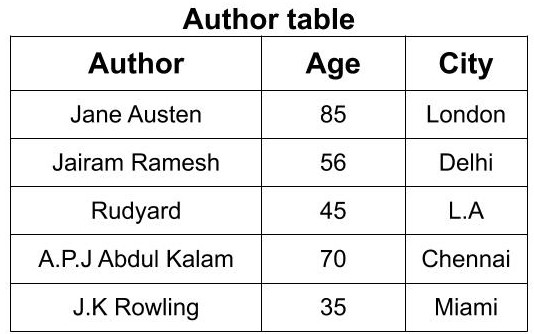 Author table
Author Age City
Jane Austen 85 London
Jairam Ramesh 56 Delhi
Rudyard 45 L.A
A.P.J Abdul Kalam 70 Chennai
J.K Rowling 35 Miami